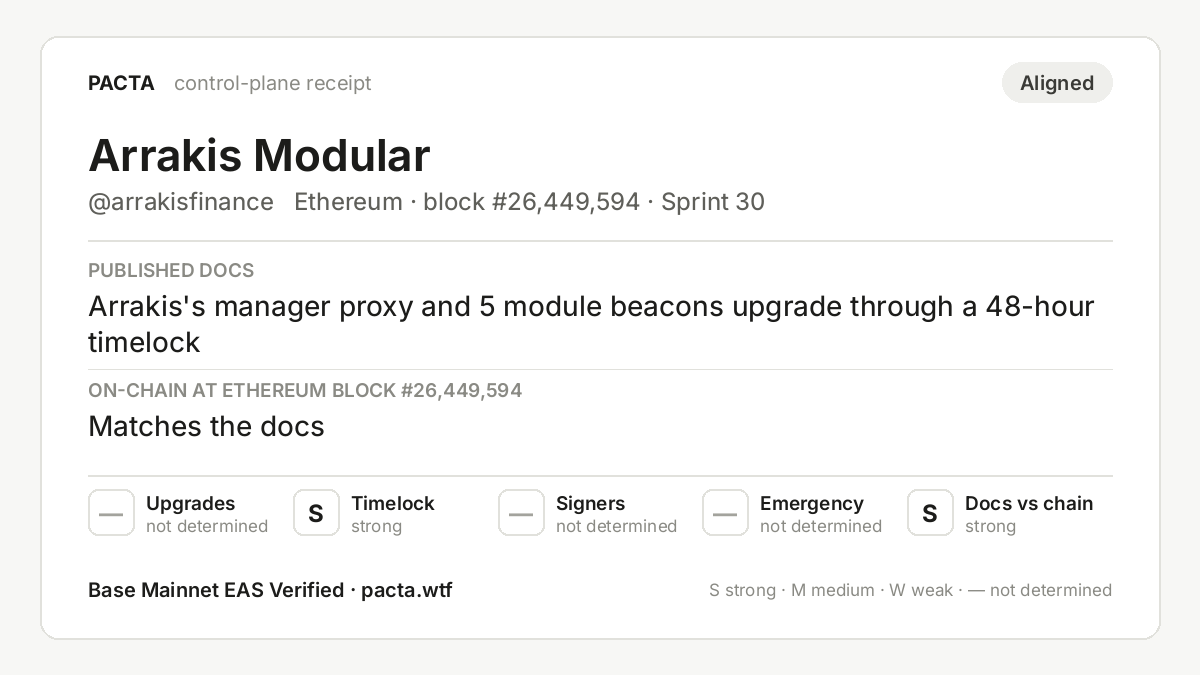 PACTA control-plane receipt Aligned
Arrakis Modular
@arrakisfinance Ethereum · block #26,449,594 · Sprint 30
PUBLISHED DOCS
Arrakis's manager proxy and 5 module beacons upgrade through a 48-hour
timelock
ON-CHAIN AT ETHEREUM BLOCK #26,449,594
Matches the docs
— Upgrades not determined
S Timelock strong
— Signers not determined
— Emergency not determined
S Docs vs chain strong
Base Mainnet EAS Verified · pacta.wtf
S strong · M medium · W weak · — not determined